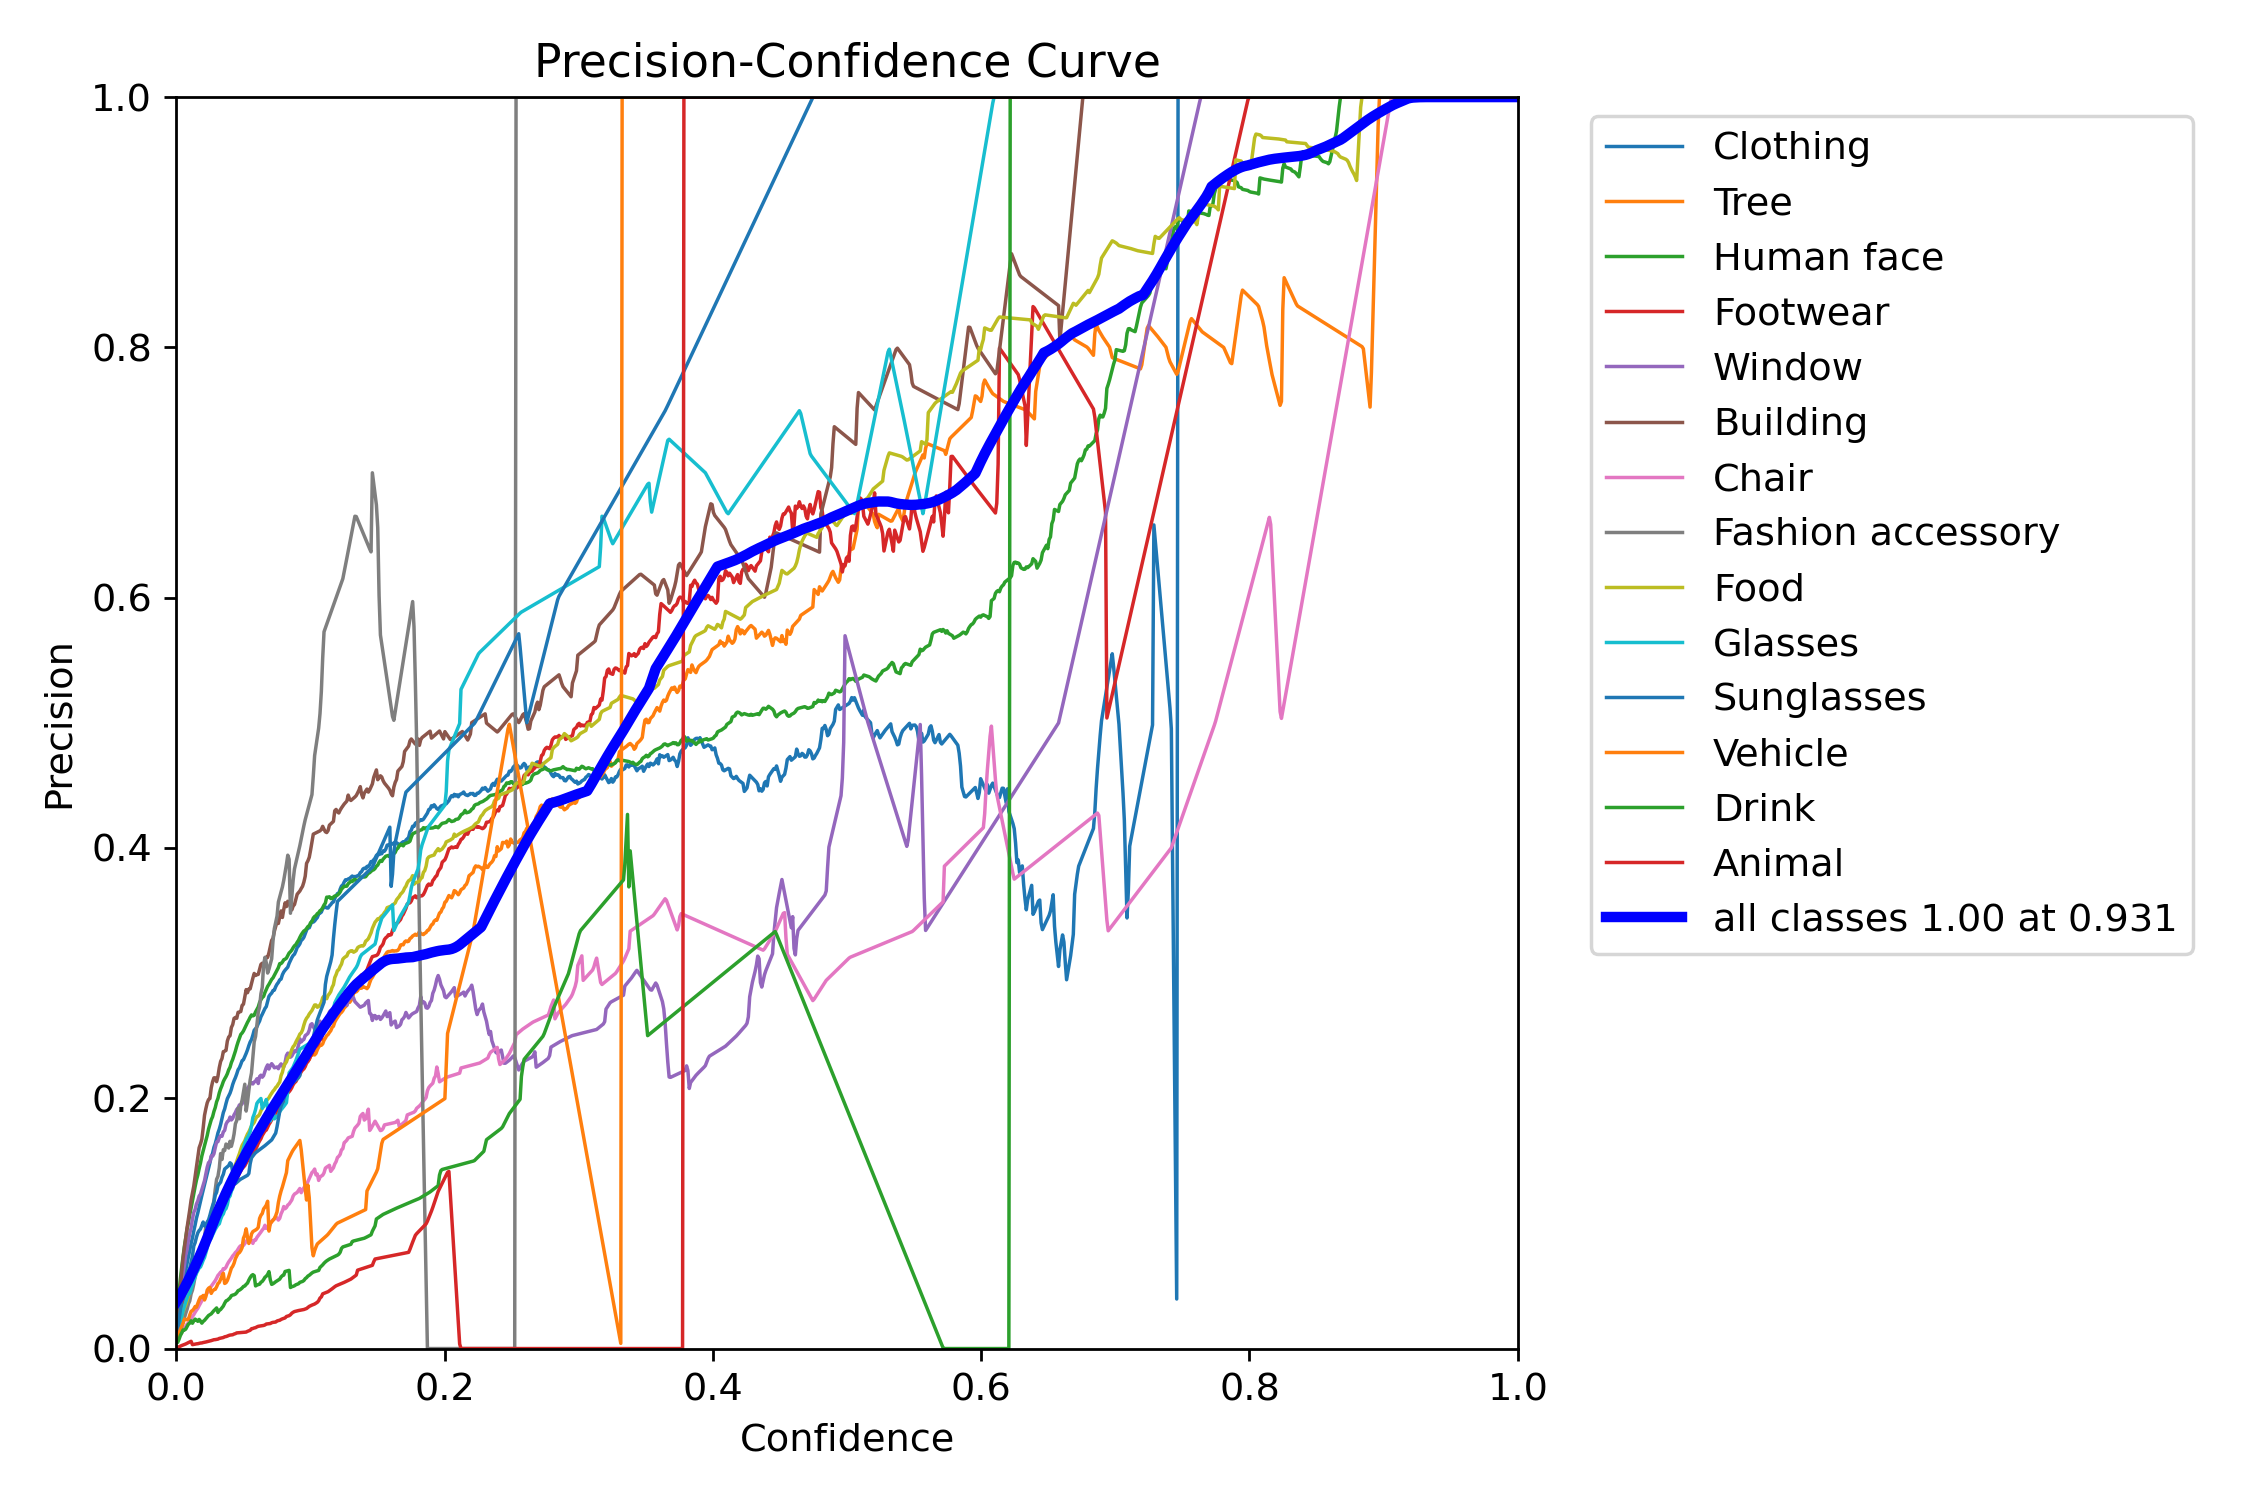 Precision-Confidence Curve
1.0
0.8
0.6
0.4
0.2
0.0
Precision
0.0 0.2 0.4 0.6 0.8 1.0
Confidence
Clothing
Tree
Human face
Footwear
Window
Building
Chair
Fashion accessory
Food
Glasses
Sunglasses
Vehicle
Drink
Animal
all classes 1.00 at 0.931